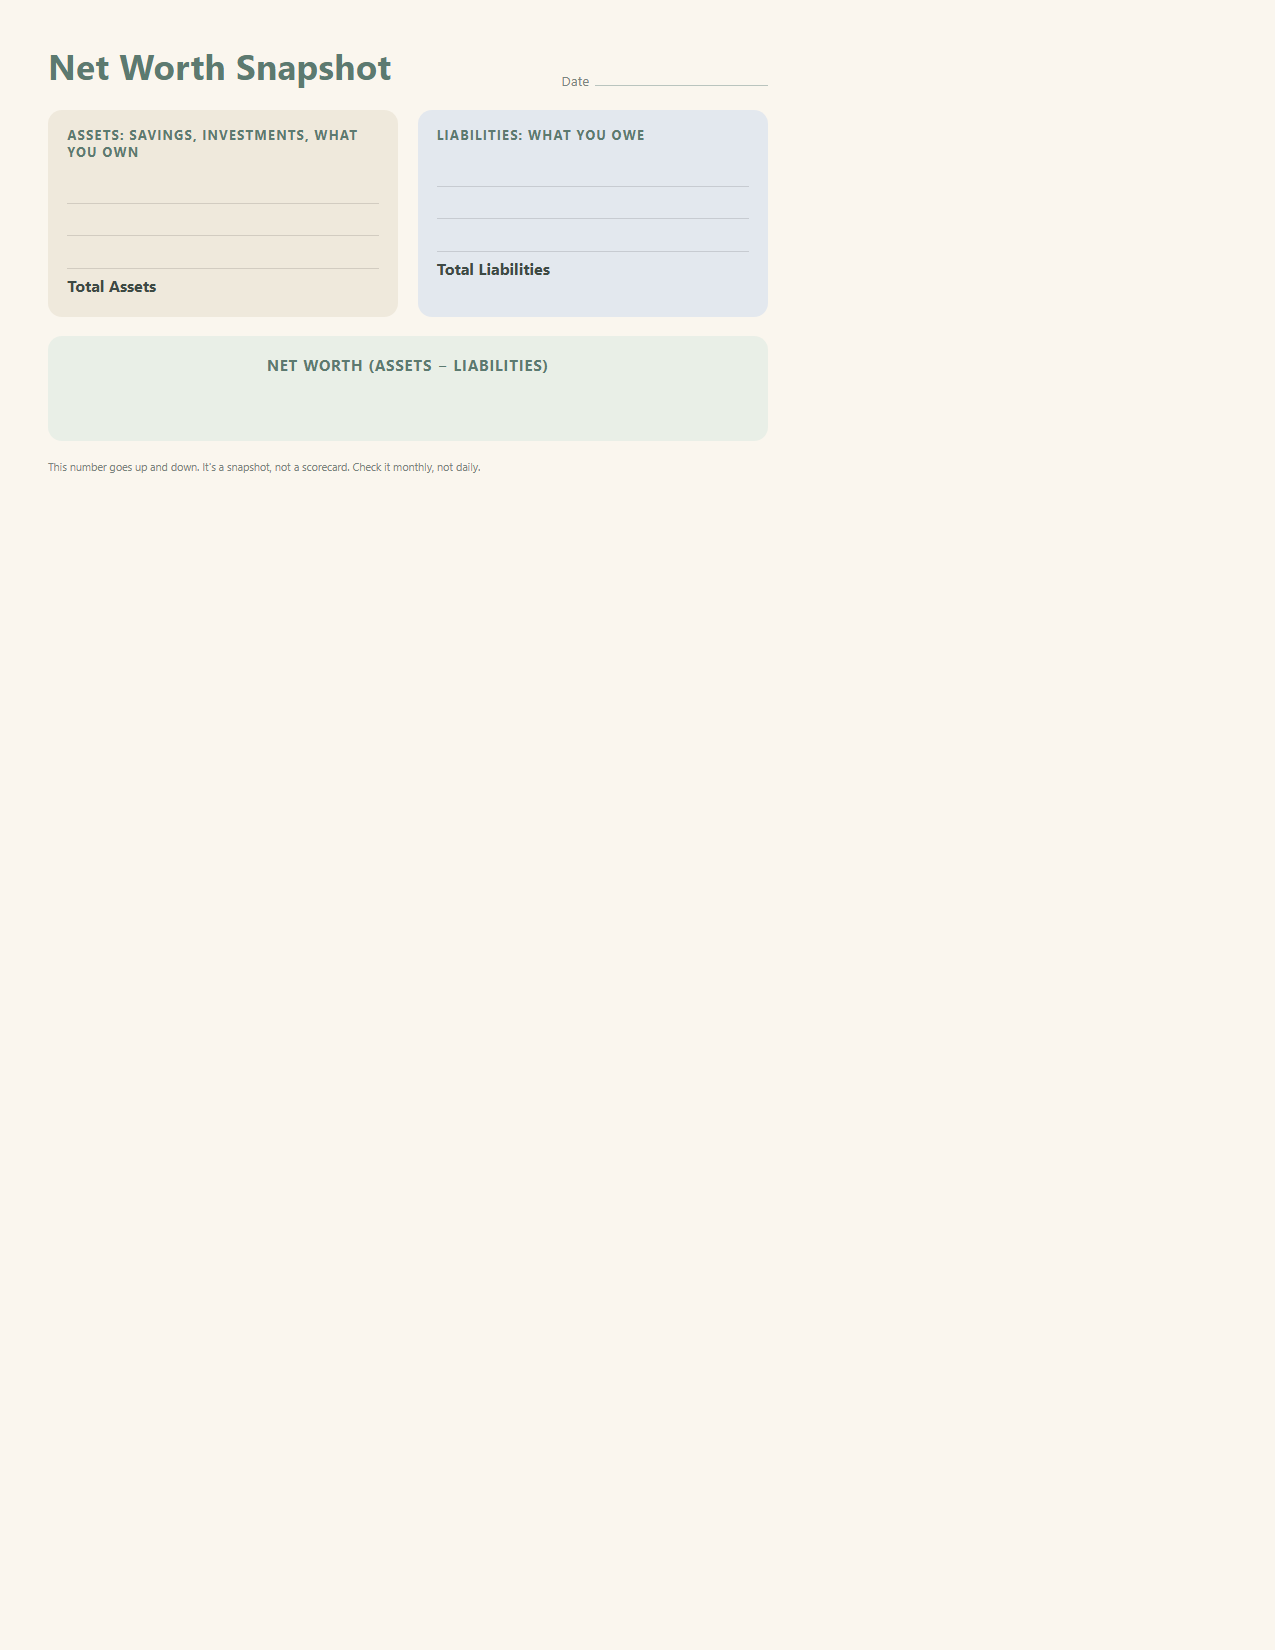 Net Worth Snapshot
Date
ASSETS: SAVINGS, INVESTMENTS, WHAT
YOU OWN
Total Assets
LIABILITIES: WHAT YOU OWE
Total Liabilities
NET WORTH (ASSETS − LIABILITIES)
This number goes up and down. It's a snapshot, not a scorecard. Check it monthly, not daily.